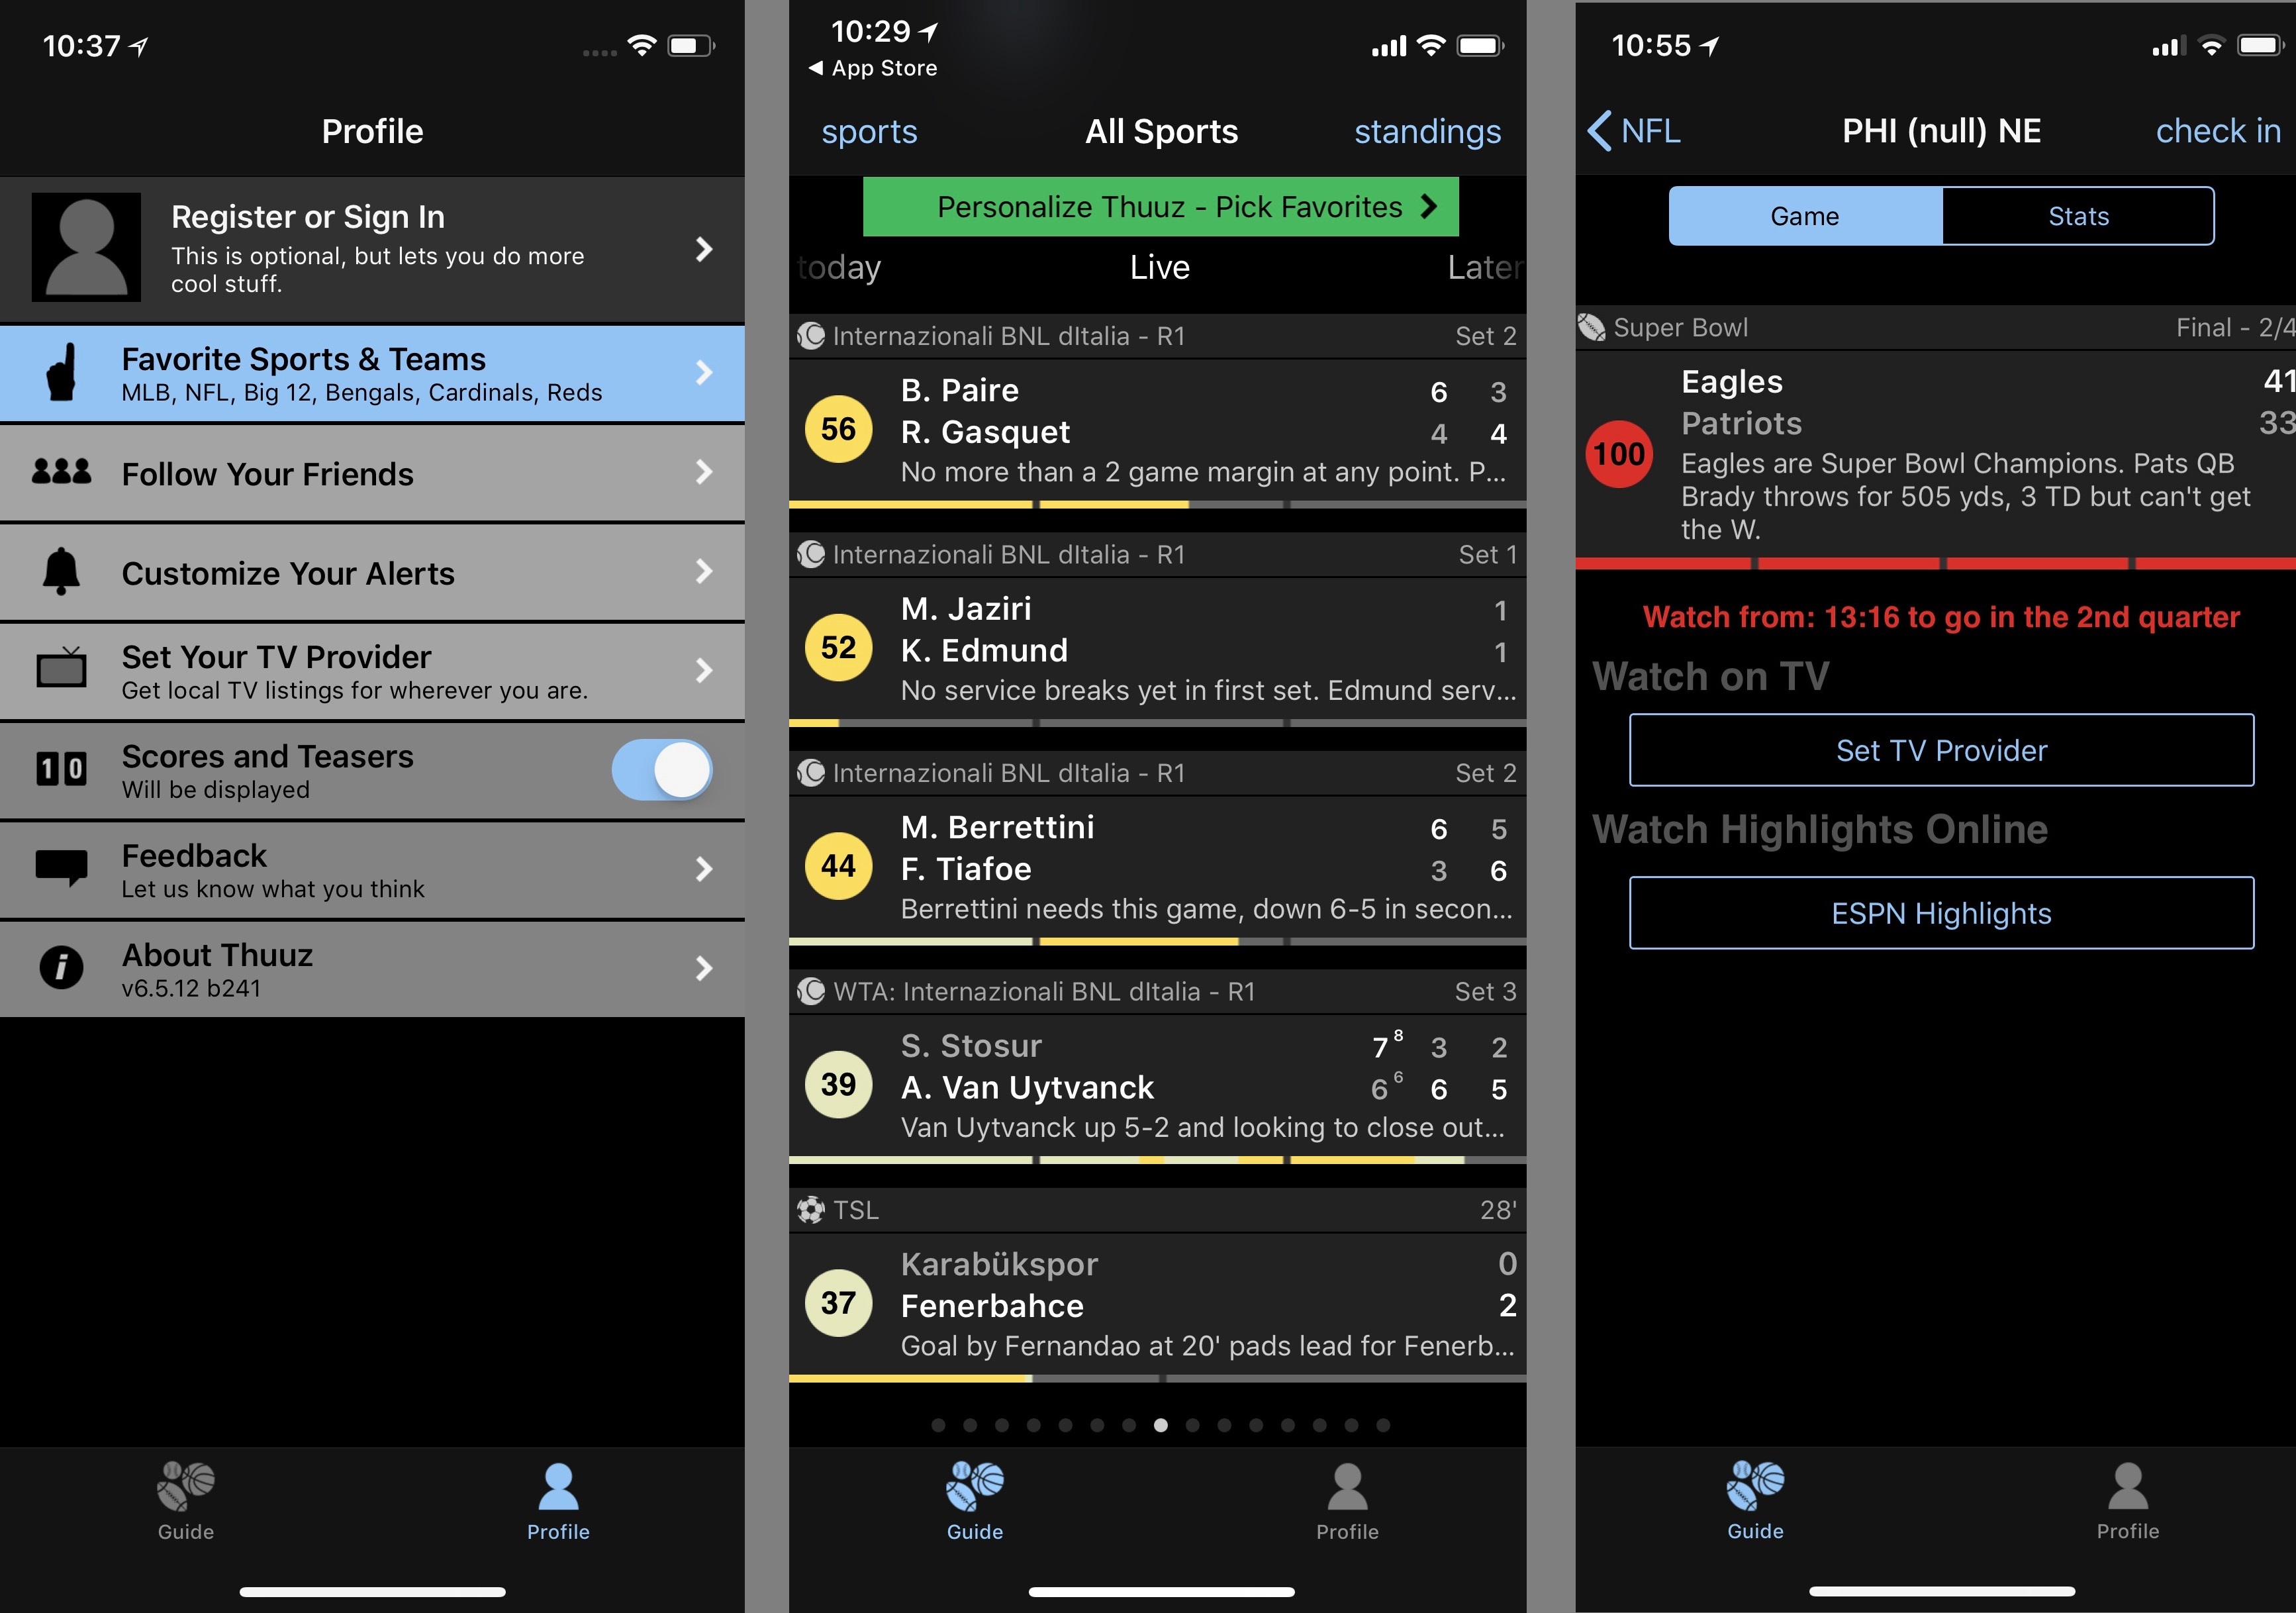 10:37
Profile
Register or Sign In
This is optional, but lets you do more
cool stuff.
Favorite Sports & Teams
MLB, NFL, Big 12, Bengals, Cardinals, Reds
Follow Your Friends
Customize Your Alerts
Set Your TV Provider
Get local TV listings for wherever you are.
10
Scores and Teasers
Will be displayed
Feedback
Let us know what you think
i
About Thuuz
v6.5.12 b241
Guide Profile
10:29
◀ App Store
sports All Sports standings
Personalize Thuuz - Pick Favorites
today Live Later
Internazionali BNL dItalia - R1 Set 2
56
B. Paire 6 3
R. Gasquet 4 4
No more than a 2 game margin at any point. P...
Internazionali BNL dItalia - R1 Set 1
52
M. Jaziri 1
K. Edmund 1
No service breaks yet in first set. Edmund serv...
Internazionali BNL dItalia - R1 Set 2
44
M. Berrettini 6 5
F. Tiafoe 3 6
Berrettini needs this game, down 6-5 in secon...
WTA: Internazionali BNL dItalia - R1 Set 3
39
S. Stosur 7 8 3 2
A. Van Uytvanck 6 6 6 5
Van Uytvanck up 5-2 and looking to close out...
TSL 28'
37
Karabükspor 0
Fenerbahce 2
Goal by Fernandao at 20' pads lead for Fenerb...
Guide Profile
10:55
NFL PHI (null) NE check in
Game Stats
Super Bowl Final - 2/4
100
Eagles 41
Patriots 33
Eagles are Super Bowl Champions. Pats QB
Brady throws for 505 yds, 3 TD but can't get
the W.
Watch from: 13:16 to go in the 2nd quarter
Watch on TV
Set TV Provider
Watch Highlights Online
ESPN Highlights
Guide Profile